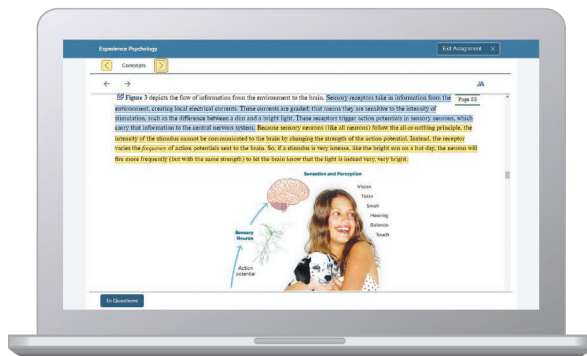 Experience Psychology
Exit Assignment X
< Concepts >
← →
AA
Figure 3 depicts the flow of information from the environment to the brain. Sensory receptors take in information from the
Page 82
environment, creating local electrical currents. These currents are graded; that means they are sensitive to the intensity of
stimulation, such as the difference between a dim and a bright light. These receptors trigger action potentials in sensory neurons, which
carry that information to the central nervous system. Because sensory neurons (like all neurons) follow the all-or-nothing principle, the
intensity of the stimulus cannot be communicated to the brain by changing the strength of the action potential. Instead, the receptor
varies the frequency of action potentials sent to the brain. So, if a stimulus is very intense, like the bright sun on a hot day, the neuron will
fire more frequently (but with the same strength) to let the brain know that the light is indeed very, very bright.
Sensation and Perception
Vision
Taste
Smell
Hearing
Balance
Touch
Sensory
Neuron
Action
potential
To Questions